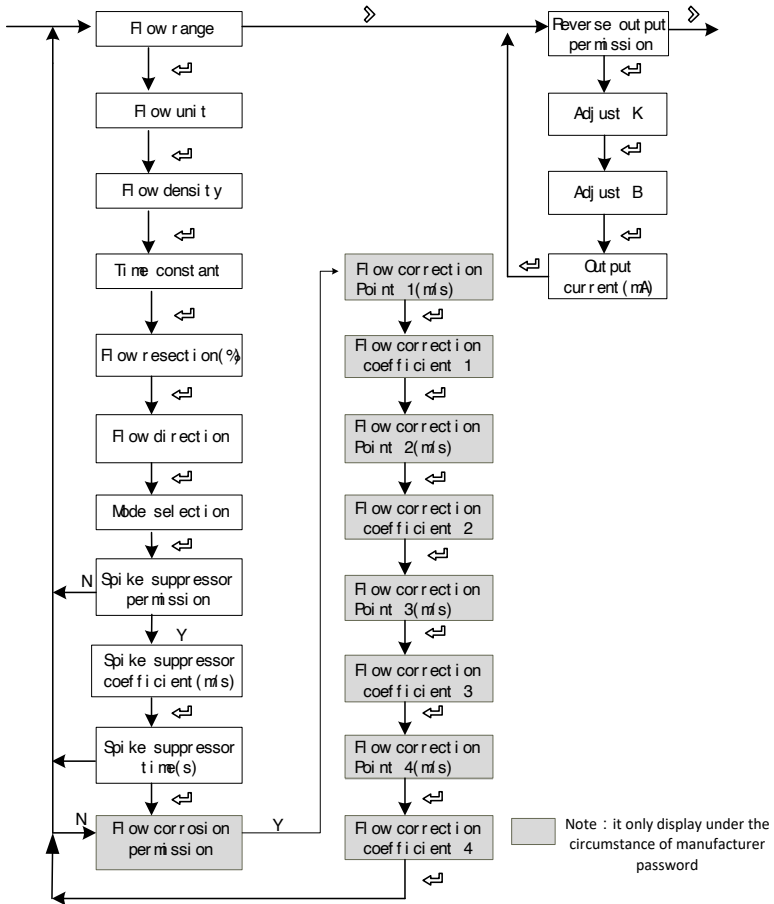 Flow range
Flow unit
Flow density
Time constant
Flow resection(%)
Flow direction
Mode selection
N
Spike suppressor
permission
Y
Spike suppressor
coefficient(m/s)
Spike suppressor
time(s)
N
Flow corrosion
permission
Y
Flow correction
Point 1(m/s)
Flow correction
coefficient 1
Flow correction
Point 2(m/s)
Flow correction
coefficient 2
Flow correction
Point 3(m/s)
Flow correction
coefficient 3
Flow correction
Point 4(m/s)
Flow correction
coefficient 4
Reverse output
permission
Adjust K
Adjust B
Output
current(mA)
Note : it only display under the
circumstance of manufacturer
password